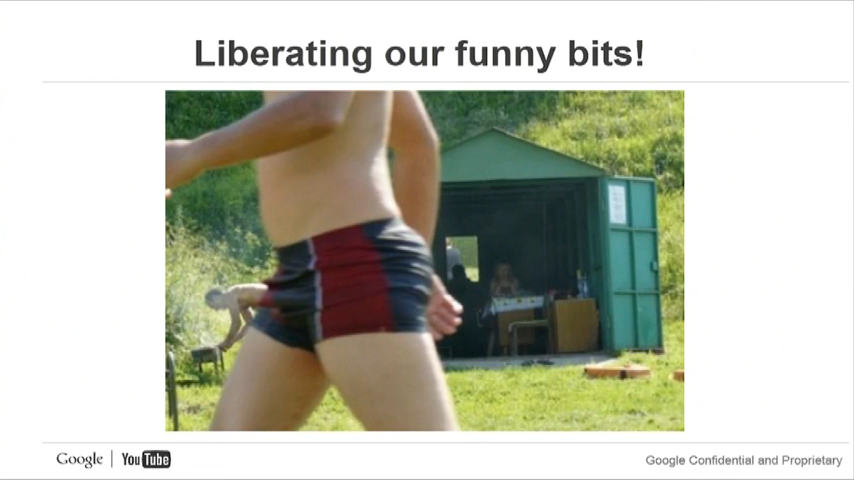 Liberating our funny bits!
Google | YouTube
Google Confidential and Proprietary